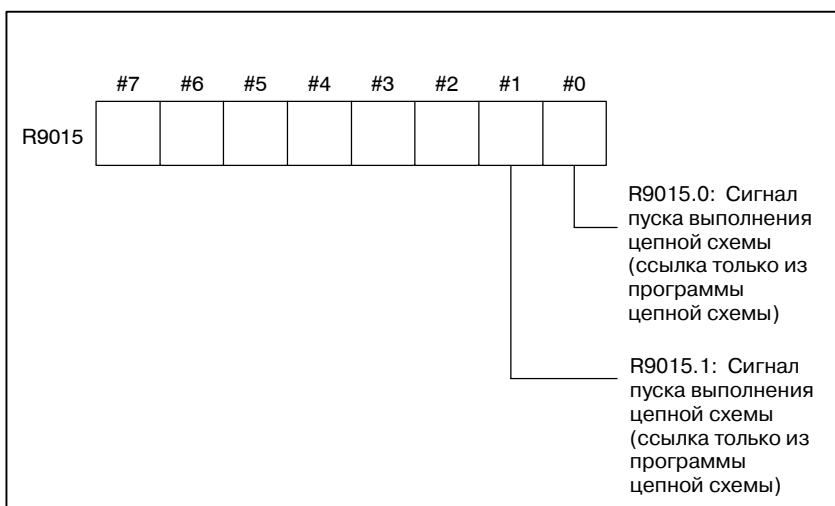 #7 #6 #5 #4 #3 #2 #1 #0
R9015
R9015.0: Сигнал
пуска выполнения
цепной схемы
(ссылка только из
программы
цепной схемы)
R9015.1: Сигнал
пуска выполнения
цепной схемы
(ссылка только из
программы
цепной схемы)